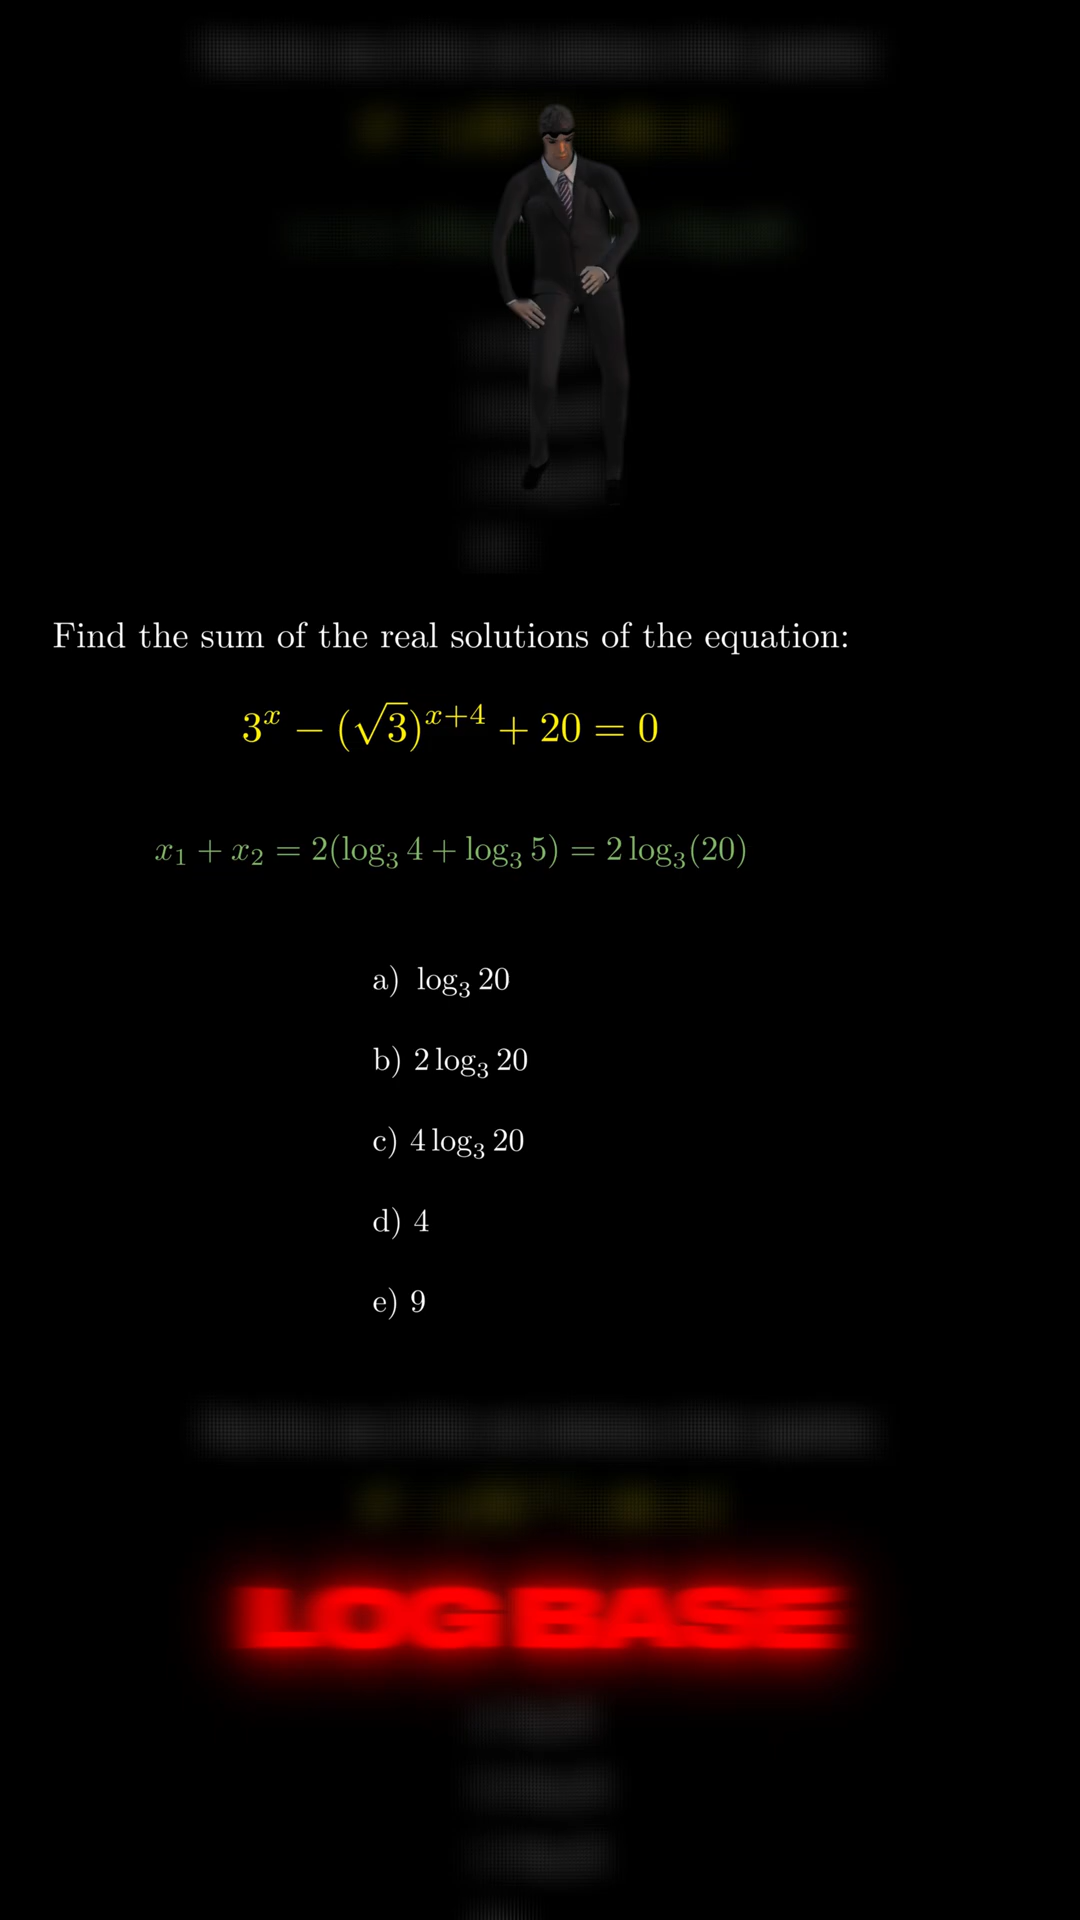 Find the sum of the real solutions of the equation:
3^x − (√3)^{x+4} + 20 = 0
x₁ + x₂ = 2(log₃ 4 + log₃ 5) = 2 log₃(20)
a) log₃ 20
b) 2 log₃ 20
c) 4 log₃ 20
d) 4
e) 9
LOG BASE